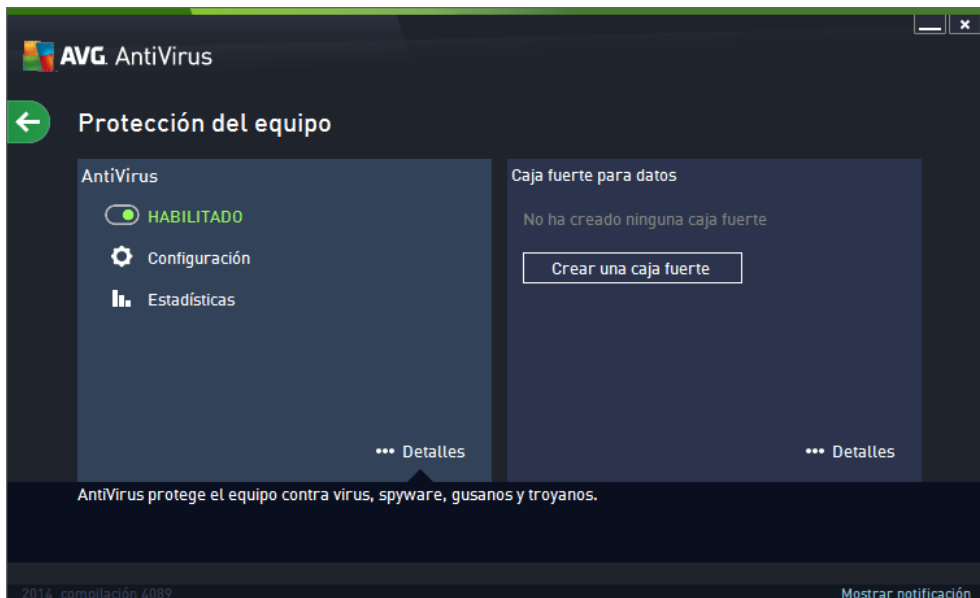 AVG. AntiVirus
Protección del equipo
AntiVirus
HABILITADO
Configuración
Estadísticas
••• Detalles
Caja fuerte para datos
No ha creado ninguna caja fuerte
Crear una caja fuerte
••• Detalles
AntiVirus protege el equipo contra virus, spyware, gusanos y troyanos.
2014 compilación 4089
Mostrar notificación